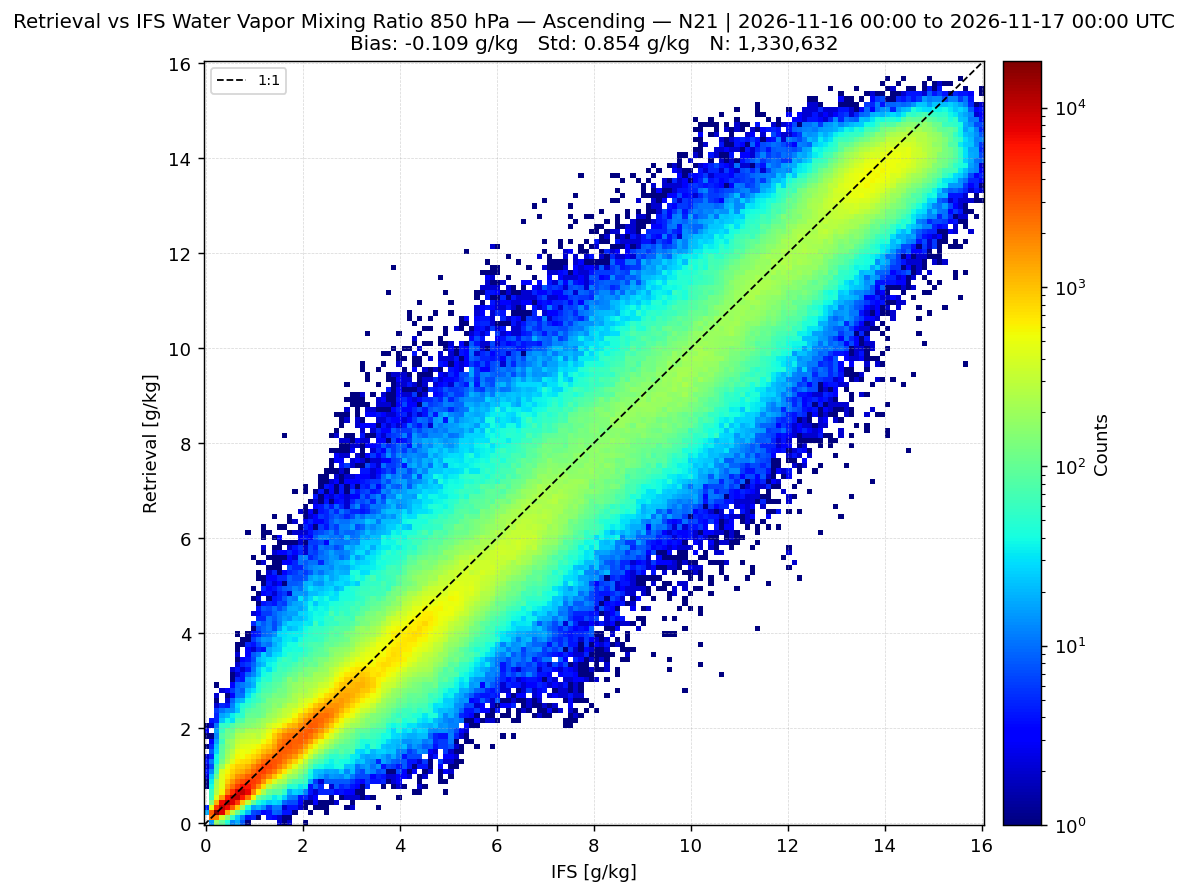 Retrieval vs IFS Water Vapor Mixing Ratio 850 hPa — Ascending — N21 | 2026-11-16 00:00 to 2026-11-17 00:00 UTC
Bias: -0.109 g/kg   Std: 0.854 g/kg   N: 1,330,632
1:1
16
14
12
10
8
6
4
2
0
Retrieval [g/kg]
0 2 4 6 8 10 12 14 16
IFS [g/kg]
10^4
10^3
10^2
10^1
10^0
Counts